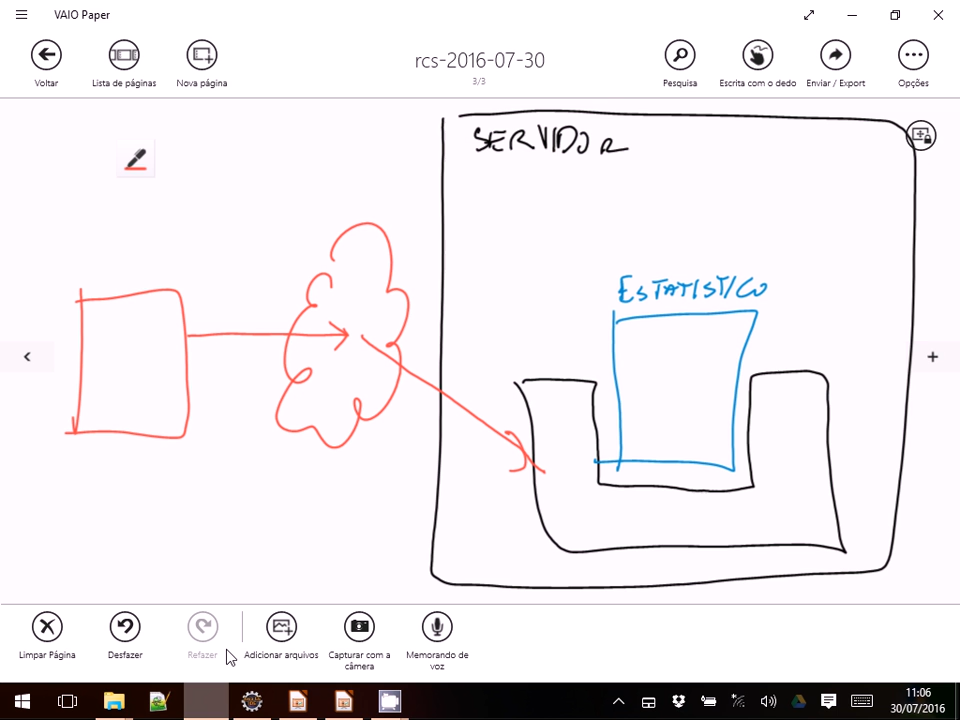 VAIO Paper
Voltar
Lista de páginas
Nova página
rcs-2016-07-30
3/3
Pesquisa
Escrita com o dedo
Enviar / Export
Opções
SERVIDOR
ESTATISTICO
Limpar Página
Desfazer
Refazer
Adicionar arquivos
Capturar com a
câmera
Memorando de
voz
11:06
30/07/2016